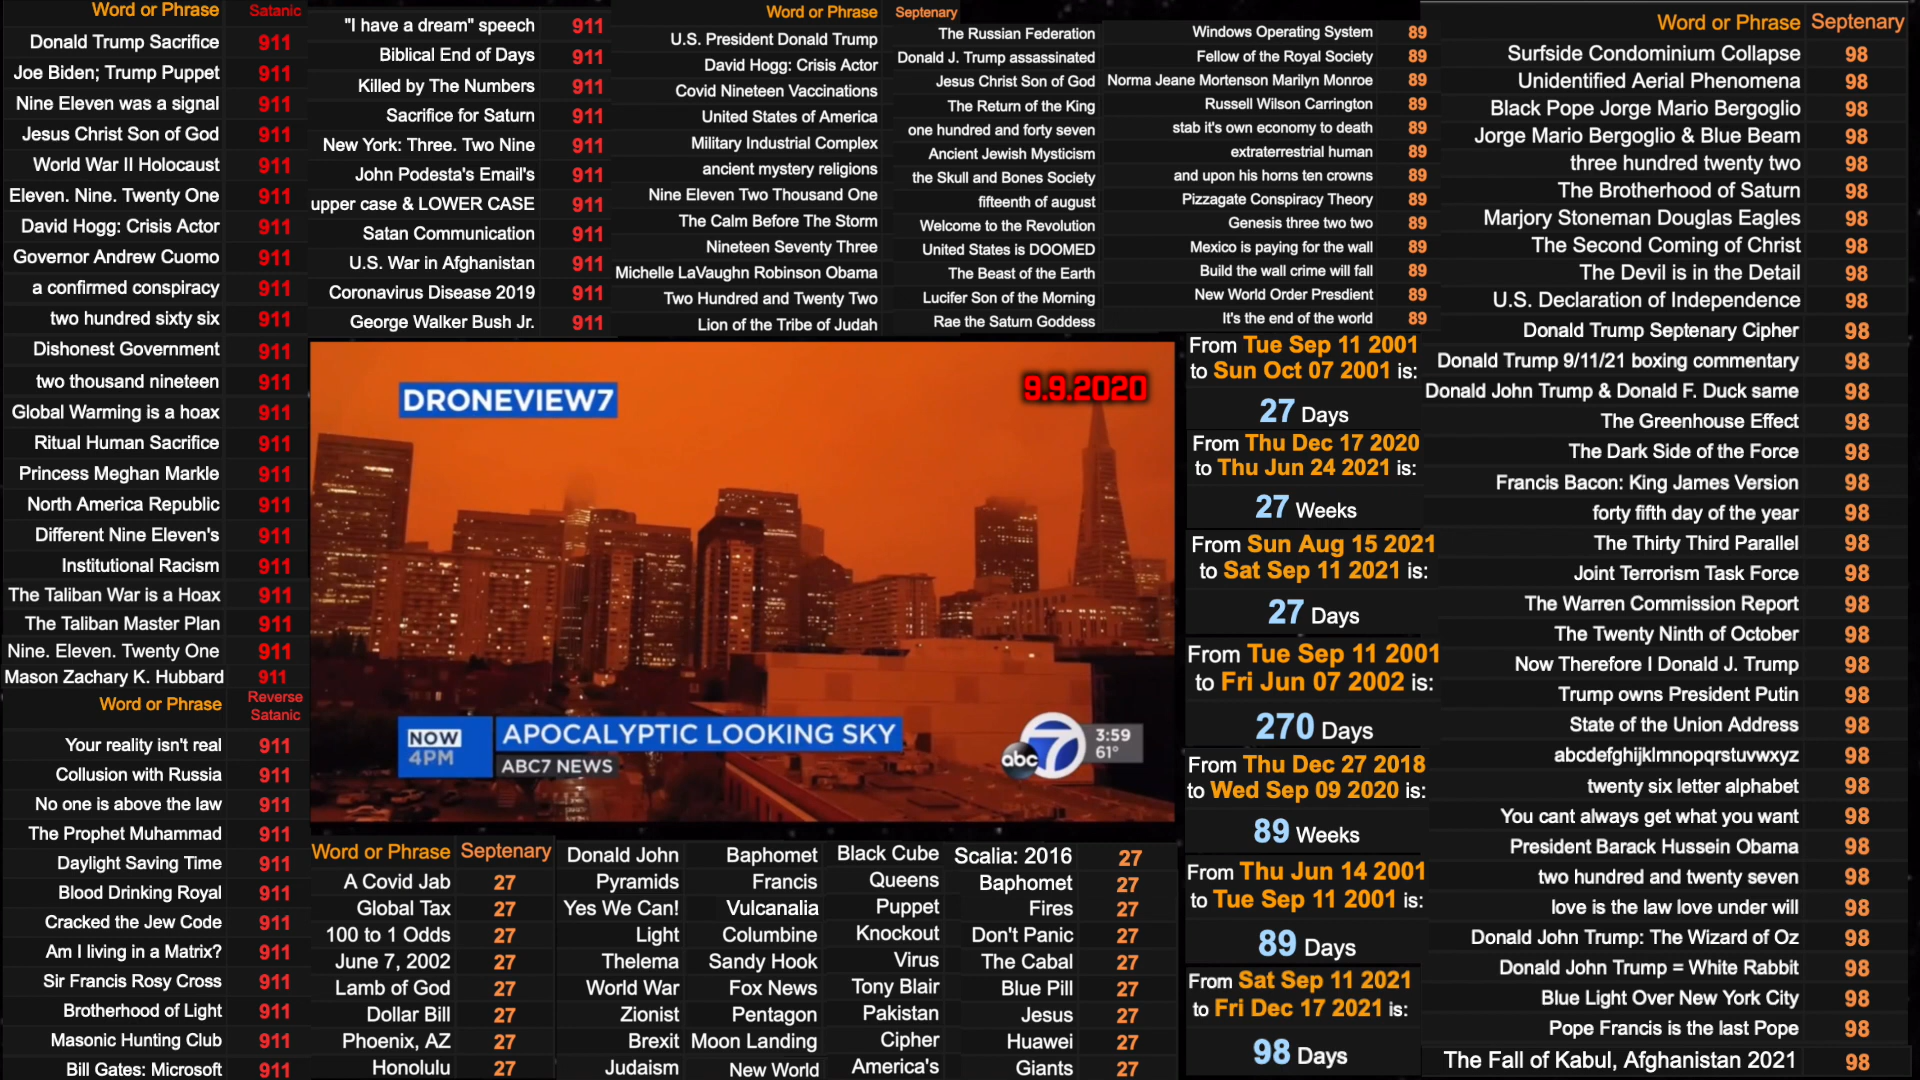 Word or Phrase Satanic
Donald Trump Sacrifice 911
Joe Biden; Trump Puppet 911
Nine Eleven was a signal 911
Jesus Christ Son of God 911
World War II Holocaust 911
Eleven. Nine. Twenty One 911
David Hogg: Crisis Actor 911
Governor Andrew Cuomo 911
a confirmed conspiracy 911
two hundred sixty six 911
Dishonest Government 911
two thousand nineteen 911
Global Warming is a hoax 911
Ritual Human Sacrifice 911
Princess Meghan Markle 911
North America Republic 911
Different Nine Eleven's 911
Institutional Racism 911
The Taliban War is a Hoax 911
The Taliban Master Plan 911
Nine. Eleven. Twenty One 911
Mason Zachary K. Hubbard 911
Word or Phrase Reverse Satanic
Your reality isn't real 911
Collusion with Russia 911
No one is above the law 911
The Prophet Muhammad 911
Daylight Saving Time 911
Blood Drinking Royal 911
Cracked the Jew Code 911
Am I living in a Matrix? 911
Sir Francis Rosy Cross 911
Brotherhood of Light 911
Masonic Hunting Club 911
Bill Gates: Microsoft 911
"I have a dream" speech 911
Biblical End of Days 911
Killed by The Numbers 911
Sacrifice for Saturn 911
New York: Three. Two Nine 911
John Podesta's Email's 911
upper case & LOWER CASE 911
Satan Communication 911
U.S. War in Afghanistan 911
Coronavirus Disease 2019 911
George Walker Bush Jr. 911
Word or Phrase Septenary
U.S. President Donald Trump
David Hogg: Crisis Actor
Covid Nineteen Vaccinations
United States of America
Military Industrial Complex
ancient mystery religions
Nine Eleven Two Thousand One
The Calm Before The Storm
Nineteen Seventy Three
Michelle LaVaughn Robinson Obama
Two Hundred and Twenty Two
Lion of the Tribe of Judah
The Russian Federation
Donald J. Trump assassinated
Jesus Christ Son of God
The Return of the King
one hundred and forty seven
Ancient Jewish Mysticism
the Skull and Bones Society
fifteenth of august
Welcome to the Revolution
United States is DOOMED
The Beast of the Earth
Lucifer Son of the Morning
Rae the Saturn Goddess
Windows Operating System 89
Fellow of the Royal Society 89
Norma Jeane Mortenson Marilyn Monroe 89
Russell Wilson Carrington 89
stab it's own economy to death 89
extraterrestrial human 89
and upon his horns ten crowns 89
Pizzagate Conspiracy Theory 89
Genesis three two two 89
Mexico is paying for the wall 89
Build the wall crime will fall 89
New World Order Presdient 89
It's the end of the world 89
DRONEVIEW7
9.9.2020
NOW
4PM
APOCALYPTIC LOOKING SKY
ABC7 NEWS
abc 7
3:59
61°
Word or Phrase Septenary
A Covid Jab 27
Global Tax 27
100 to 1 Odds 27
June 7, 2002 27
Lamb of God 27
Dollar Bill 27
Phoenix, AZ 27
Honolulu 27
Donald John Baphomet Black Cube Scalia: 2016 27
Pyramids Francis Queens Baphomet 27
Yes We Can! Vulcanalia Puppet Fires 27
Light Columbine Knockout Don't Panic 27
Thelema Sandy Hook Virus The Cabal 27
World War Fox News Tony Blair Blue Pill 27
Zionist Pentagon Pakistan Jesus 27
Brexit Moon Landing Cipher Huawei 27
Judaism New World America's Giants 27
From Tue Sep 11 2001
to Sun Oct 07 2001 is:
27 Days
From Thu Dec 17 2020
to Thu Jun 24 2021 is:
27 Weeks
From Sun Aug 15 2021
to Sat Sep 11 2021 is:
27 Days
From Tue Sep 11 2001
to Fri Jun 07 2002 is:
270 Days
From Thu Dec 27 2018
to Wed Sep 09 2020 is:
89 Weeks
From Thu Jun 14 2001
to Tue Sep 11 2001 is:
89 Days
From Sat Sep 11 2021
to Fri Dec 17 2021 is:
98 Days
Word or Phrase Septenary
Surfside Condominium Collapse 98
Unidentified Aerial Phenomena 98
Black Pope Jorge Mario Bergoglio 98
Jorge Mario Bergoglio & Blue Beam 98
three hundred twenty two 98
The Brotherhood of Saturn 98
Marjory Stoneman Douglas Eagles 98
The Second Coming of Christ 98
The Devil is in the Detail 98
U.S. Declaration of Independence 98
Donald Trump Septenary Cipher 98
Donald Trump 9/11/21 boxing commentary 98
Donald John Trump & Donald F. Duck same 98
The Greenhouse Effect 98
The Dark Side of the Force 98
Francis Bacon: King James Version 98
forty fifth day of the year 98
The Thirty Third Parallel 98
Joint Terrorism Task Force 98
The Warren Commission Report 98
The Twenty Ninth of October 98
Now Therefore I Donald J. Trump 98
Trump owns President Putin 98
State of the Union Address 98
abcdefghijklmnopqrstuvwxyz 98
twenty six letter alphabet 98
You cant always get what you want 98
President Barack Hussein Obama 98
two hundred and twenty seven 98
love is the law love under will 98
Donald John Trump: The Wizard of Oz 98
Donald John Trump = White Rabbit 98
Blue Light Over New York City 98
Pope Francis is the last Pope 98
The Fall of Kabul, Afghanistan 2021 98